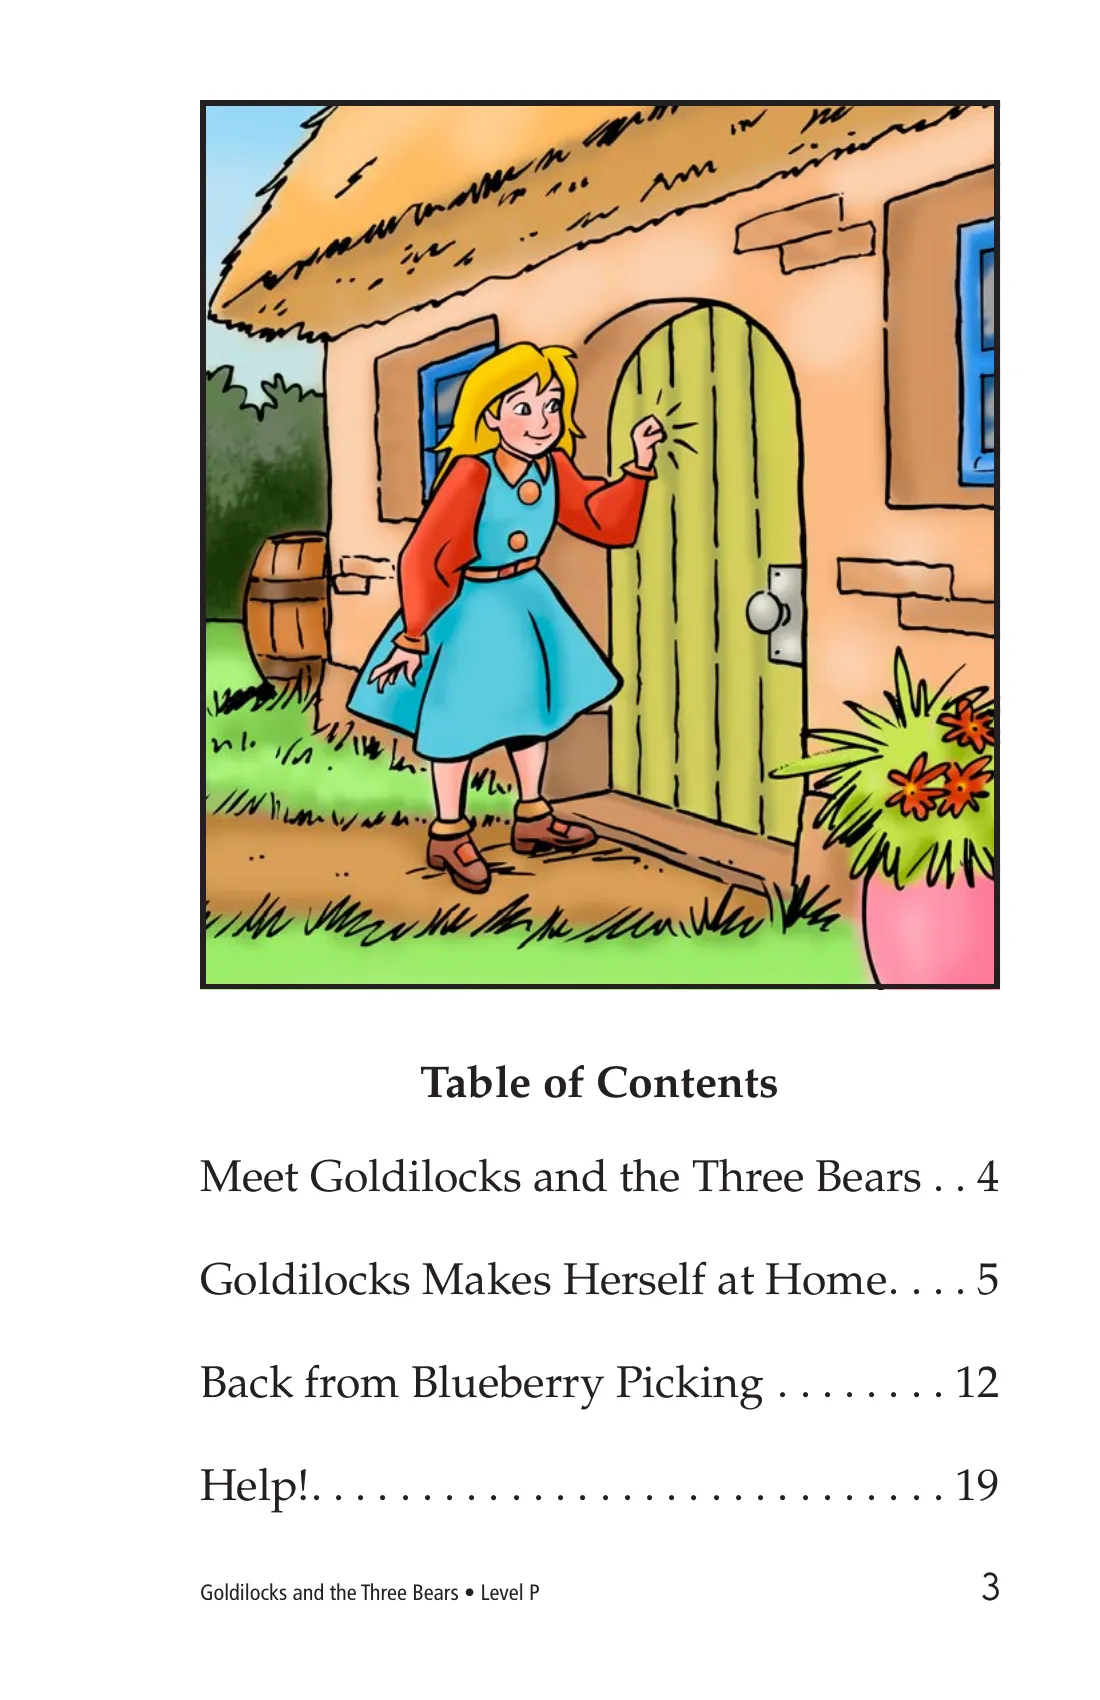 Table of Contents
Meet Goldilocks and the Three Bears . . 4
Goldilocks Makes Herself at Home. . . . 5
Back from Blueberry Picking . . . . . . . . 12
Help!. . . . . . . . . . . . . . . . . . . . . . . . . . . . . . 19
Goldilocks and the Three Bears • Level P
3